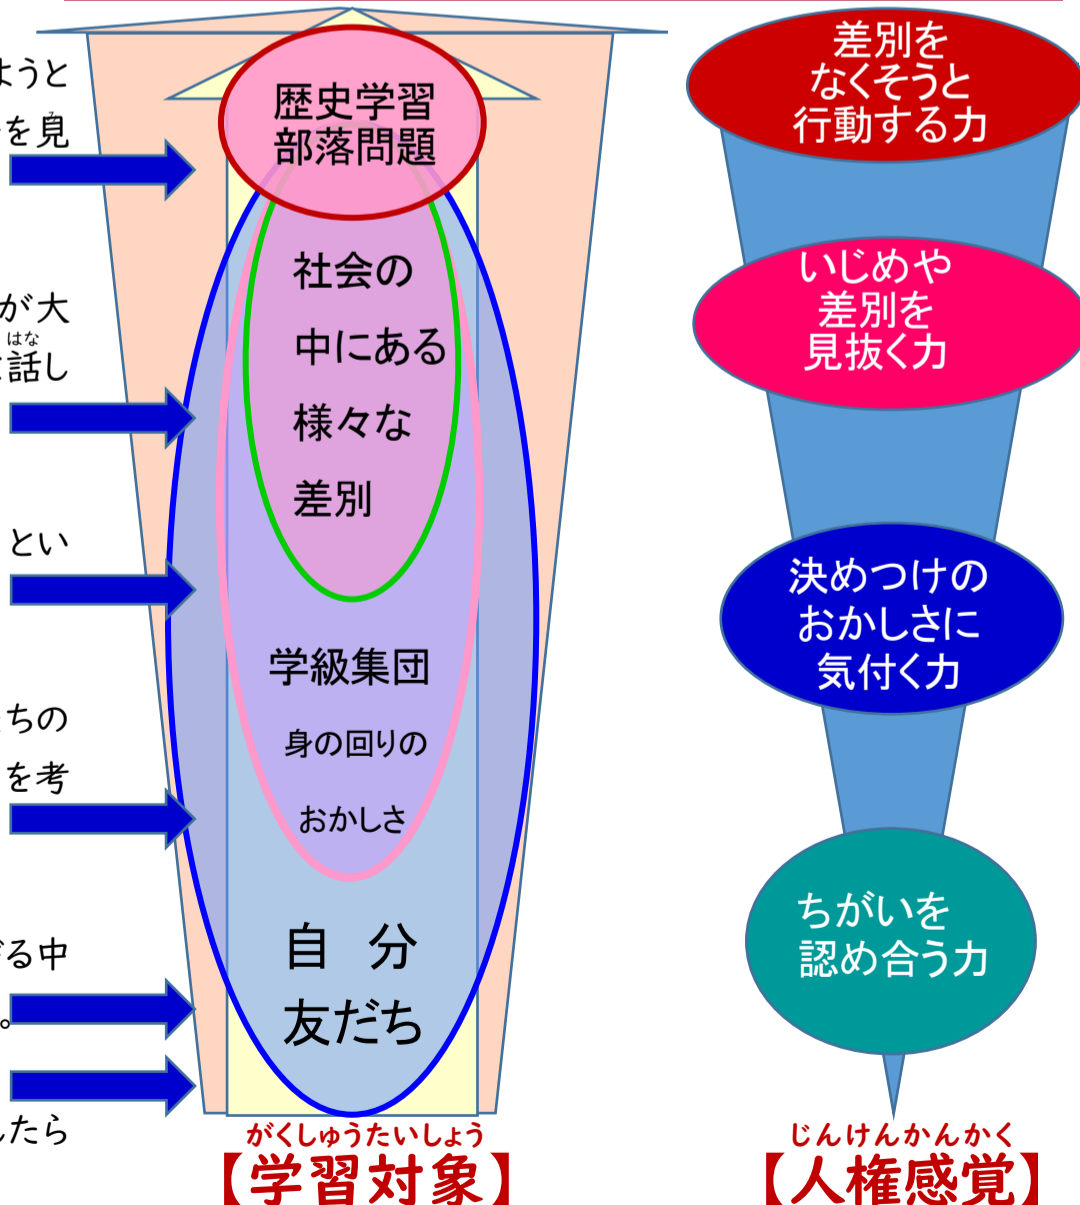 ようと
を見
が大
はな
話し
とい
ちの
を考
る中
。
たら
歴史学習
部落問題
社会の
中にある
様々な
差別
学級集団
身の回りの
おかしさ
自　分
友だち
がくしゅうたいしょう
【学習対象】
差別を
なくそうと
行動する力
いじめや
差別を
見抜く力
決めつけの
おかしさに
気付く力
ちがいを
認め合う力
じんけんかんかく
【人権感覚】